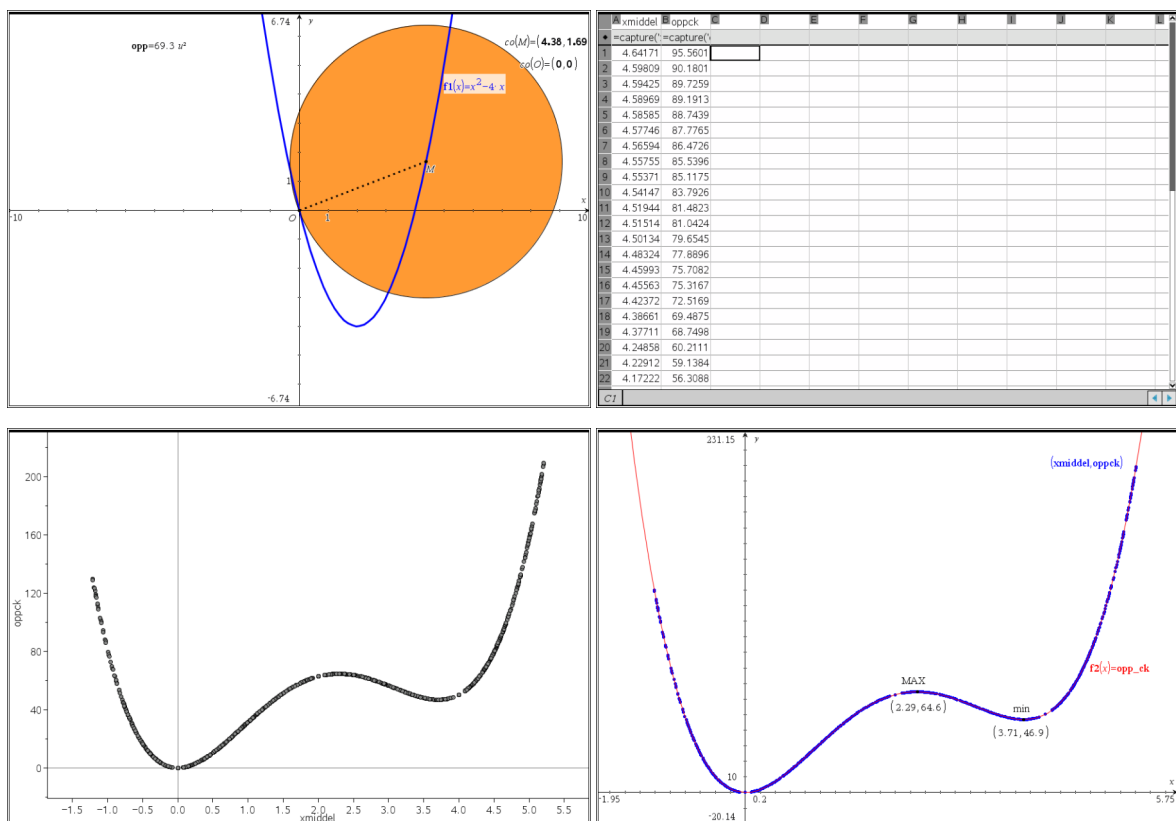 6.74 y
opp=69.3 u²
co(M)=(4.38,1.69
co(O)=(0,0)
f1(x)=x²-4·x
M
1
x
-10 O 1 10
-6.74
A xmiddel B oppck C D E F G H I J K L
◆ =capture(' =capture('
1 4.64171 95.5601
2 4.59809 90.1801
3 4.59425 89.7259
4 4.58969 89.1913
5 4.58585 88.7439
6 4.57746 87.7765
7 4.56594 86.4726
8 4.55755 85.5396
9 4.55371 85.1175
10 4.54147 83.7926
11 4.51944 81.4823
12 4.51514 81.0424
13 4.50134 79.6545
14 4.48324 77.8896
15 4.45993 75.7082
16 4.45563 75.3167
17 4.42372 72.5169
18 4.38661 69.4875
19 4.37711 68.7498
20 4.24858 60.2111
21 4.22912 59.1384
22 4.17222 56.3088
C1
200
160
120
oppck
80
40
0
-1.5 -1.0 -0.5 0.0 0.5 1.0 1.5 2.0 2.5 3.0 3.5 4.0 4.5 5.0 5.5
xmiddel
231.15 y
(xmiddel,oppck)
f2(x)=opp_ck
MAX
(2.29,64.6)
min
(3.71,46.9)
10
x
-1.95 0.2 5.75
-20.14